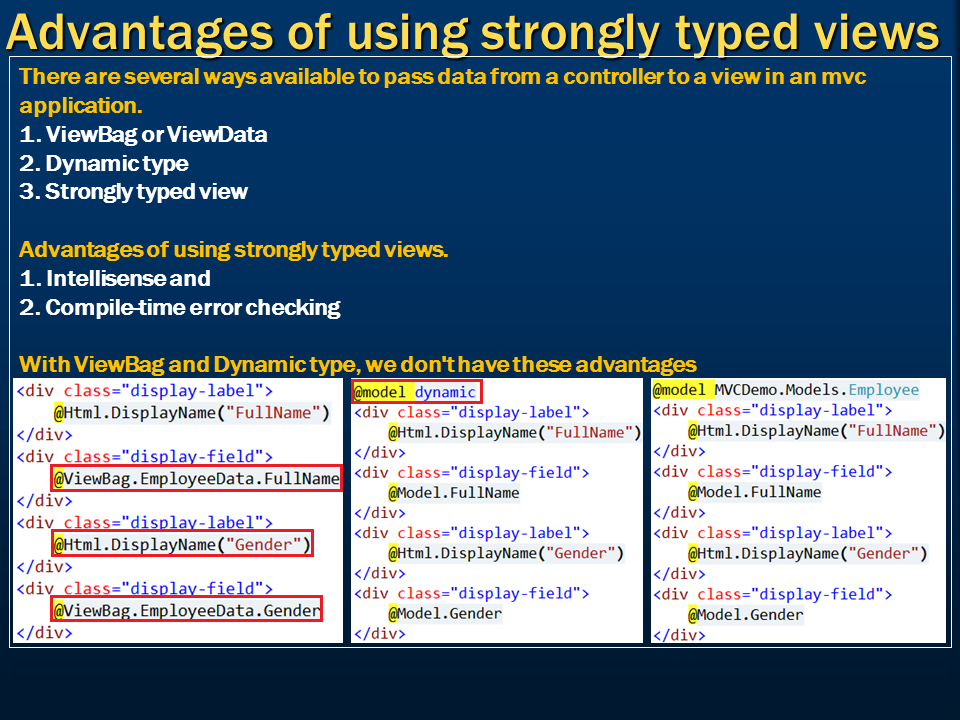 Advantages of using strongly typed views
There are several ways available to pass data from a controller to a view in an mvc
application.
1. ViewBag or ViewData
2. Dynamic type
3. Strongly typed view
Advantages of using strongly typed views.
1. Intellisense and
2. Compile-time error checking
With ViewBag and Dynamic type, we don't have these advantages
<div class="display-label">
@Html.DisplayName("FullName")
</div>
<div class="display-field">
@ViewBag.EmployeeData.FullName
</div>
<div class="display-label">
@Html.DisplayName("Gender")
</div>
<div class="display-field">
@ViewBag.EmployeeData.Gender
</div>
@model dynamic
<div class="display-label">
@Html.DisplayName("FullName")
</div>
<div class="display-field">
@Model.FullName
</div>
<div class="display-label">
@Html.DisplayName("Gender")
</div>
<div class="display-field">
@Model.Gender
</div>
@model MVCDemo.Models.Employee
<div class="display-label">
@Html.DisplayName("FullName")
</div>
<div class="display-field">
@Model.FullName
</div>
<div class="display-label">
@Html.DisplayName("Gender")
</div>
<div class="display-field">
@Model.Gender
</div>